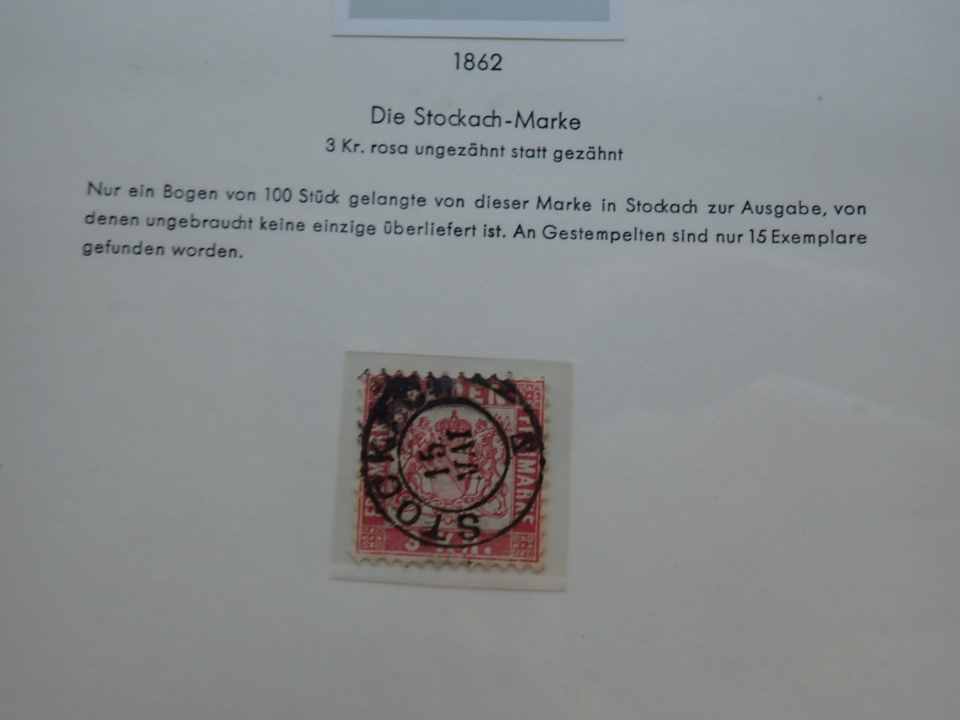 1862
Die Stockach-Marke
3 Kr. rosa ungezähnt statt gezähnt
Nur ein Bogen von 100 Stück gelangte von dieser Marke in Stockach zur Ausgabe, von
denen ungebraucht keine einzige überliefert ist. An Gestempelten sind nur 15 Exemplare
gefunden worden.
STOCKACH
15
MAI
MARKE